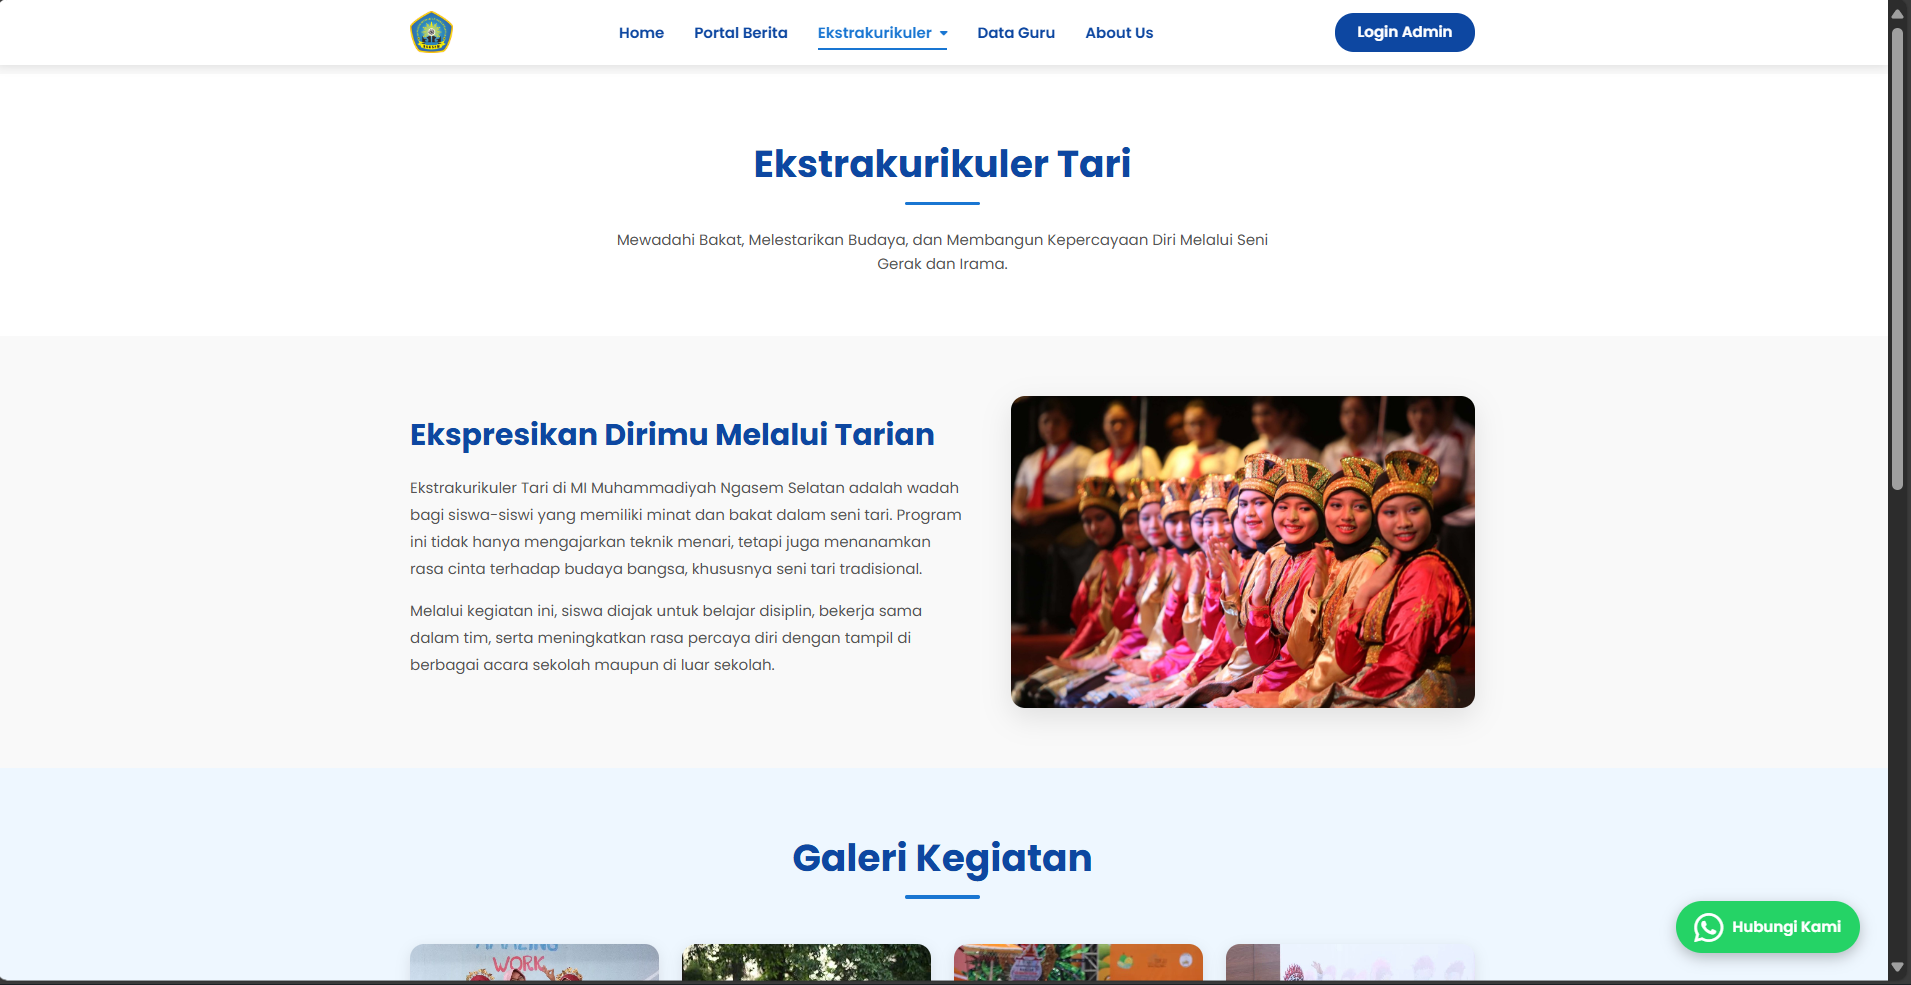 Home
Portal Berita
Ekstrakurikuler
Data Guru
About Us
Login Admin
Ekstrakurikuler Tari
Mewadahi Bakat, Melestarikan Budaya, dan Membangun Kepercayaan Diri Melalui Seni
Gerak dan Irama.
Ekspresikan Dirimu Melalui Tarian
Ekstrakurikuler Tari di MI Muhammadiyah Ngasem Selatan adalah wadah
bagi siswa-siswi yang memiliki minat dan bakat dalam seni tari. Program
ini tidak hanya mengajarkan teknik menari, tetapi juga menanamkan
rasa cinta terhadap budaya bangsa, khususnya seni tari tradisional.
Melalui kegiatan ini, siswa diajak untuk belajar disiplin, bekerja sama
dalam tim, serta meningkatkan rasa percaya diri dengan tampil di
berbagai acara sekolah maupun di luar sekolah.
Galeri Kegiatan
AMAZING
WORK
Hubungi Kami